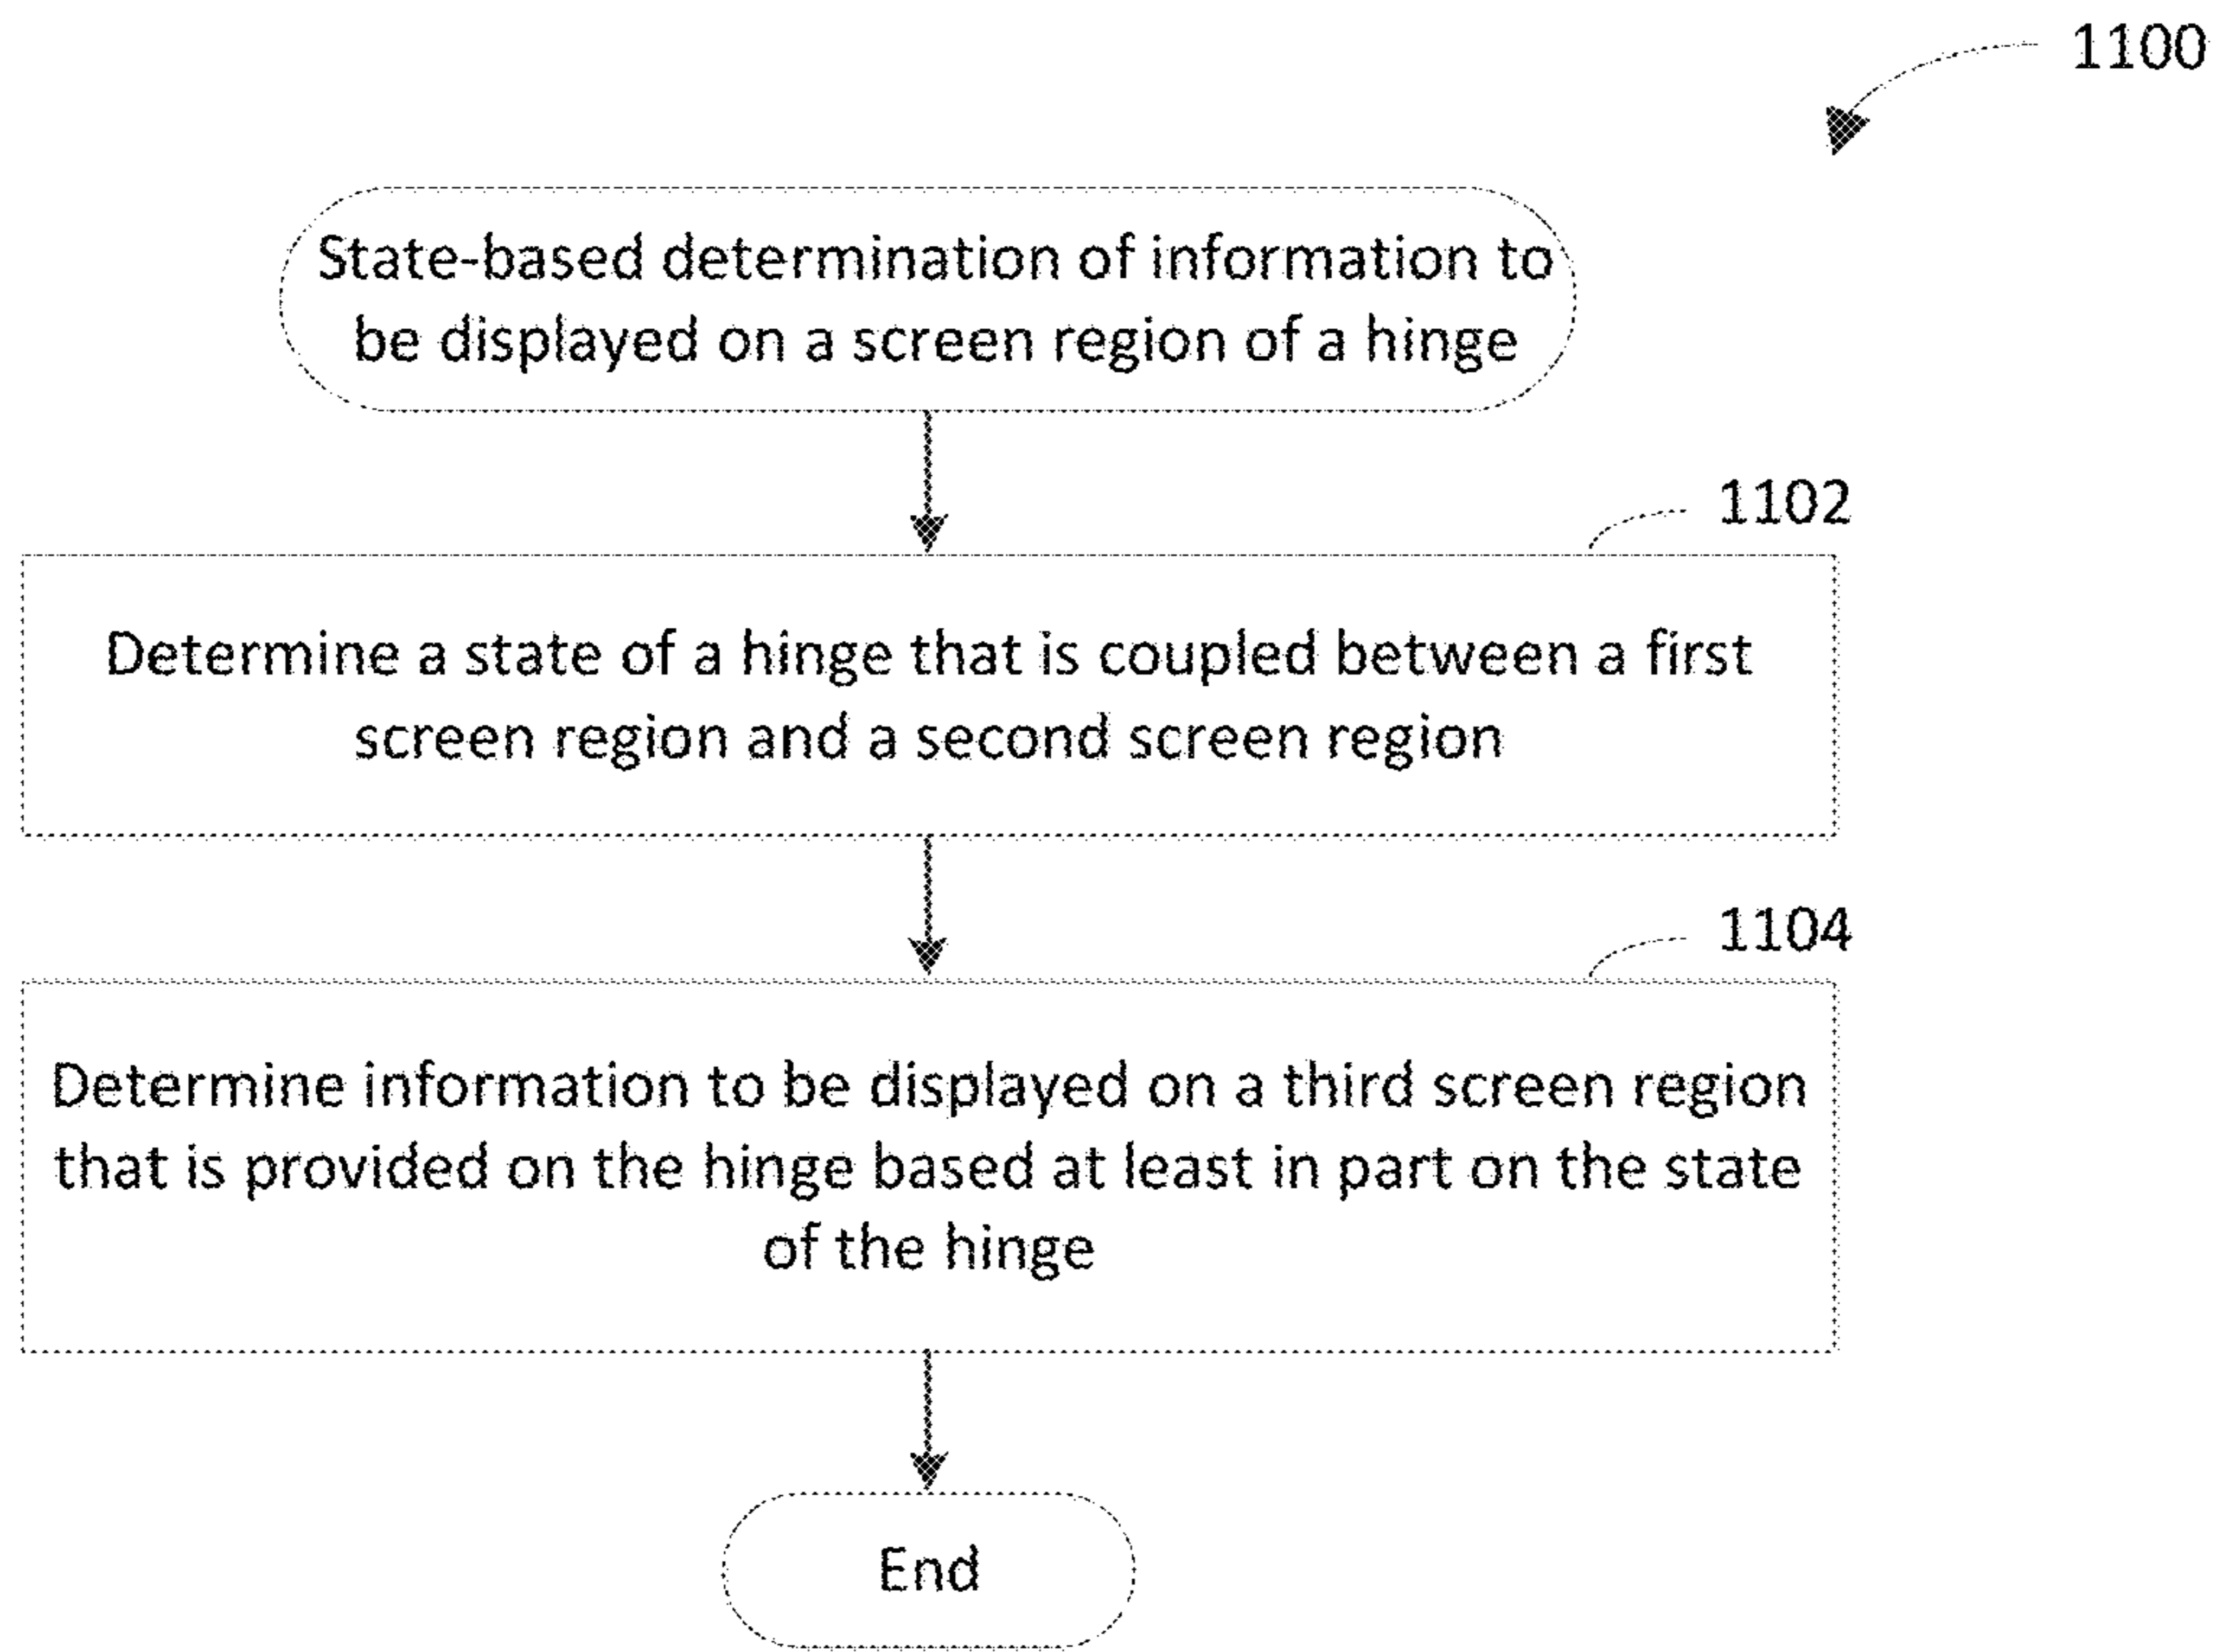 1100
State-based determination of information to
be displayed on a screen region of a hinge
1102
Determine a state of a hinge that is coupled between a first
screen region and a second screen region
1104
Determine information to be displayed on a third screen region
that is provided on the hinge based at least in part on the state
of the hinge
End